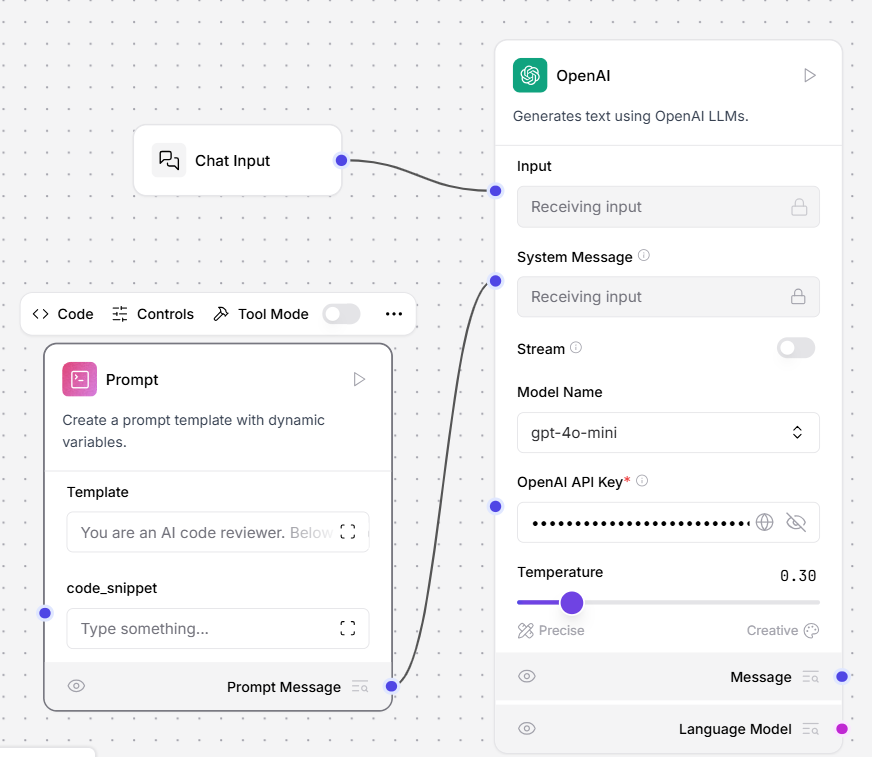 OpenAI
Generates text using OpenAI LLMs.
Chat Input
Input
Receiving input
System Message
Receiving input
Code
Controls
Tool Mode
Stream
Prompt
Create a prompt template with dynamic
variables.
Model Name
gpt-4o-mini
Template
You are an AI code reviewer. Below
OpenAI API Key*
code_snippet
Type something...
Temperature
0.30
Precise
Creative
Prompt Message
Message
Language Model